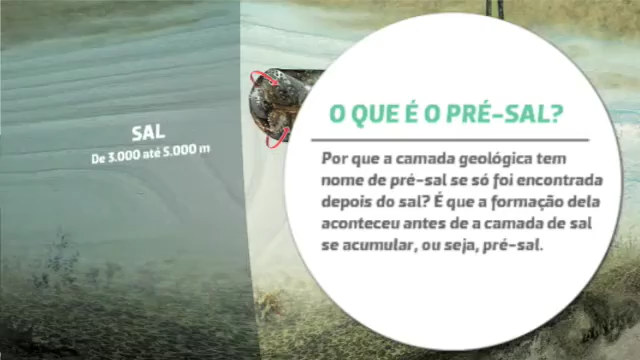 SAL
De 3.000 até 5.000 m
O QUE É O PRÉ-SAL?
Por que a camada geológica tem
nome de pré-sal se só foi encontrada
depois do sal? É que a formação dela
aconteceu antes de a camada de sal
se acumular, ou seja, pré-sal.